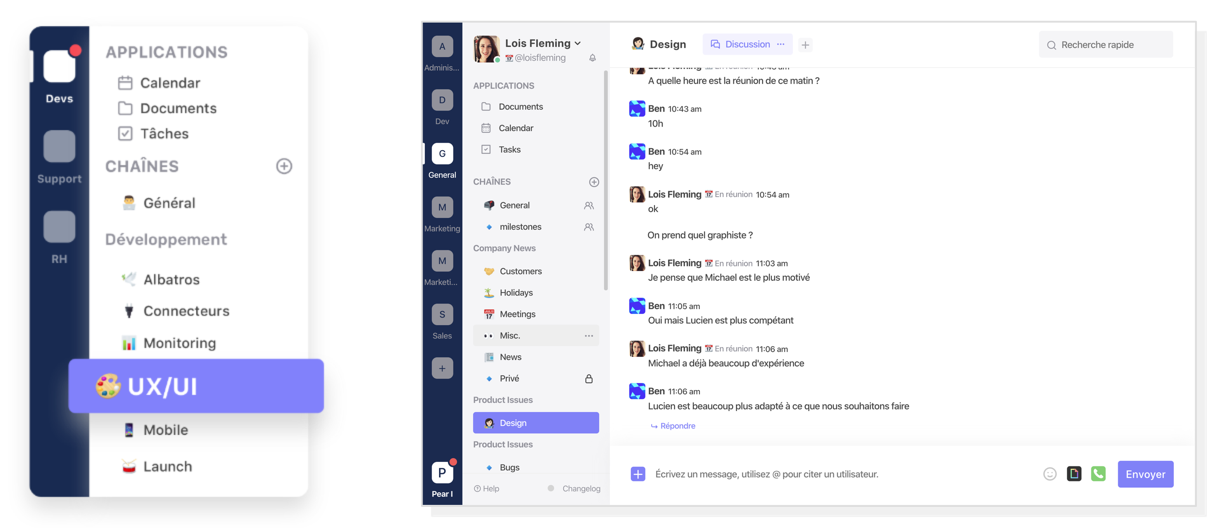 Devs
Support
RH
APPLICATIONS
Calendar
Documents
Tâches
CHAÎNES
Général
Développement
Albatros
Connecteurs
Monitoring
UX/UI
Mobile
Launch
A
Adminis...
D
Dev
G
General
M
Marketing
M
Marketi...
S
Sales
+
P
Pear I
Lois Fleming
@loisfleming
APPLICATIONS
Documents
Calendar
Tasks
CHAÎNES
General
milestones
Company News
Customers
Holidays
Meetings
Misc. ...
News
Privé
Product Issues
Design
Product Issues
Bugs
Help Changelog
Design Discussion ... +
Recherche rapide
A quelle heure est la réunion de ce matin ?
Ben 10:43 am
10h
Ben 10:54 am
hey
Lois Fleming En réunion 10:54 am
ok
On prend quel graphiste ?
Lois Fleming En réunion 11:03 am
Je pense que Michael est le plus motivé
Ben 11:05 am
Oui mais Lucien est plus compétant
Lois Fleming En réunion 11:06 am
Michael a déjà beaucoup d'expérience
Ben 11:06 am
Lucien est beaucoup plus adapté à ce que nous souhaitons faire
Répondre
Écrivez un message, utilisez @ pour citer un utilisateur.
Envoyer